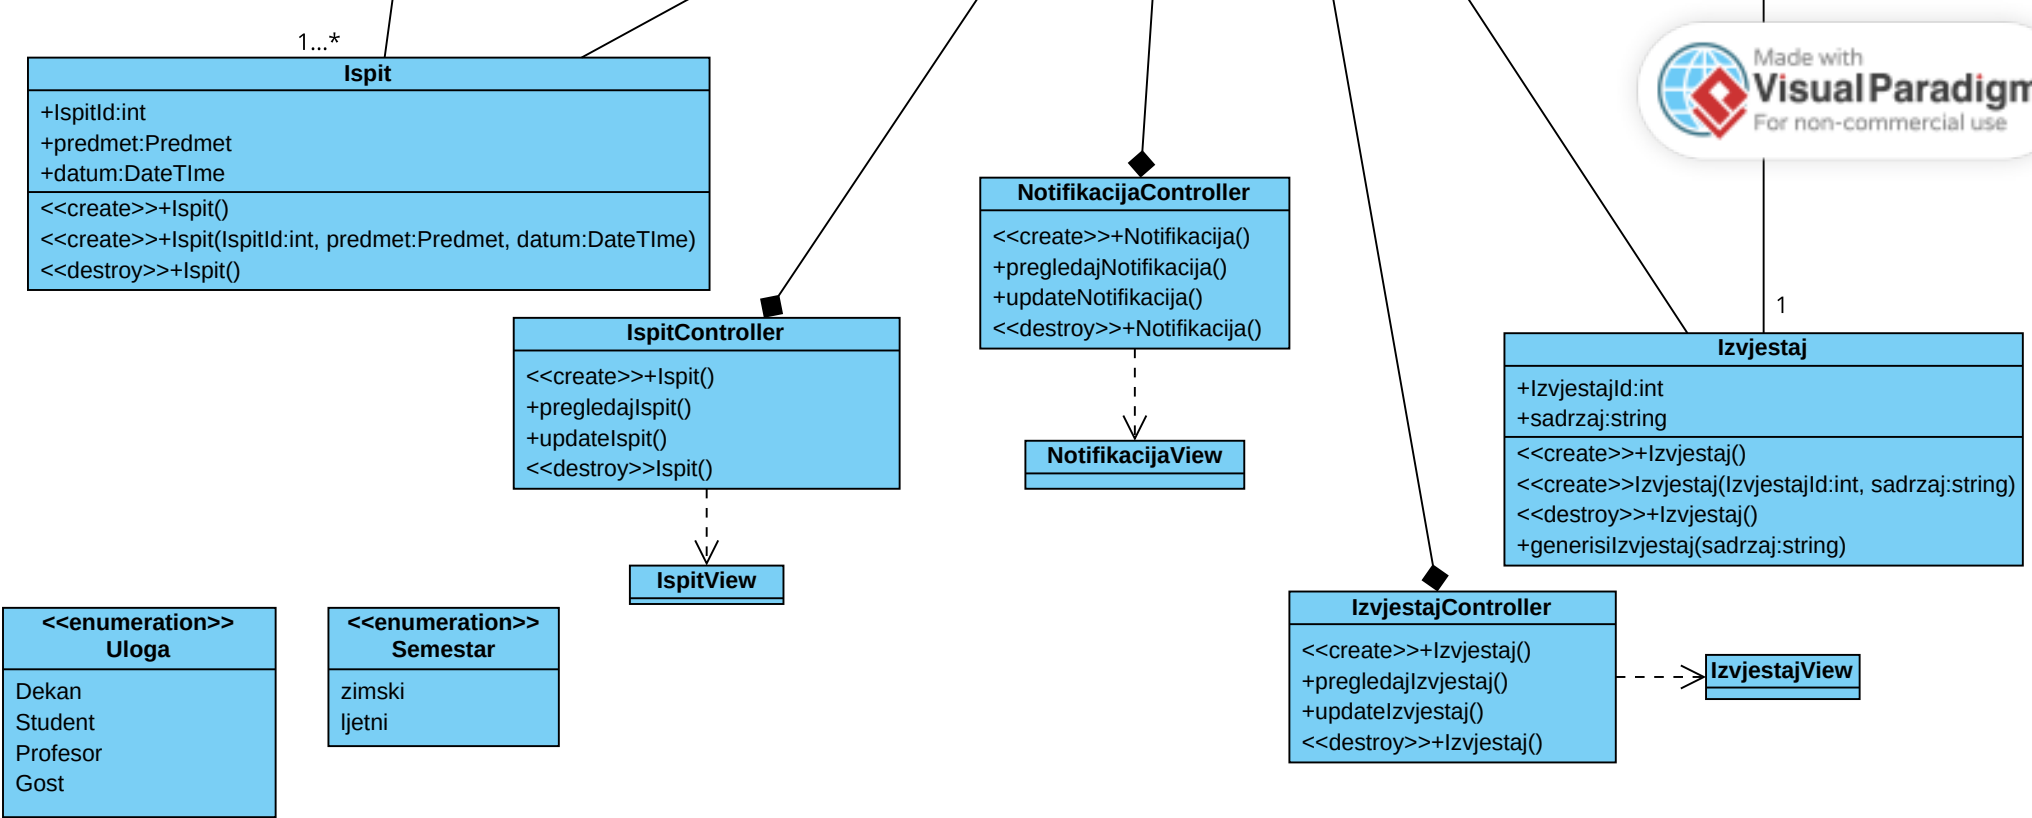 1...*
Ispit
+IspitId:int
+predmet:Predmet
+datum:DateTIme
<<create>>+Ispit()
<<create>>+Ispit(IspitId:int, predmet:Predmet, datum:DateTIme)
<<destroy>>+Ispit()
Made with
Visual Paradigm
For non-commercial use
NotifikacijaController
<<create>>+Notifikacija()
+pregledajNotifikacija()
+updateNotifikacija()
<<destroy>>+Notifikacija()
IspitController
<<create>>+Ispit()
+pregledajIspit()
+updateIspit()
<<destroy>>Ispit()
1
Izvjestaj
+IzvjestajId:int
+sadrzaj:string
<<create>>+Izvjestaj()
<<create>>Izvjestaj(IzvjestajId:int, sadrzaj:string)
<<destroy>>+Izvjestaj()
+generisiIzvjestaj(sadrzaj:string)
NotifikacijaView
IspitView
<<enumeration>>
Uloga
Dekan
Student
Profesor
Gost
<<enumeration>>
Semestar
zimski
ljetni
IzvjestajController
<<create>>+Izvjestaj()
+pregledajIzvjestaj()
+updateIzvjestaj()
<<destroy>>+Izvjestaj()
IzvjestajView